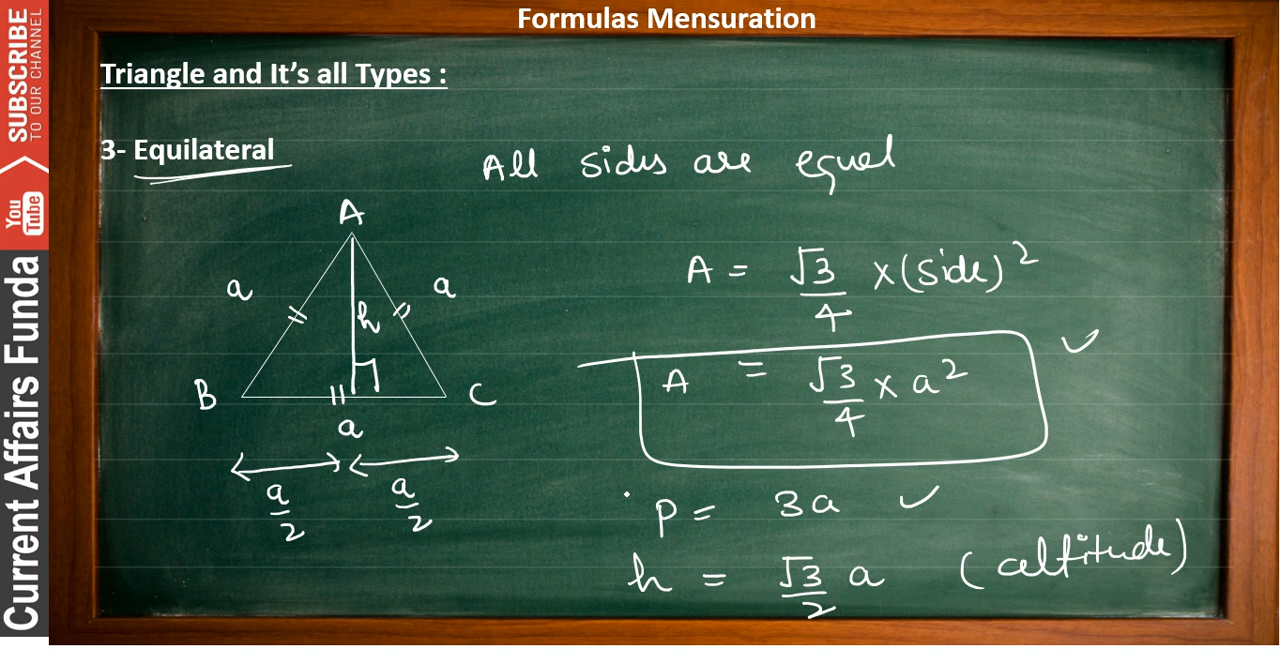 Formulas Mensuration
SUBSCRIBE
TO OUR CHANNEL
You
Tube
Current Affairs Funda
Triangle and It's all Types :
3- Equilateral
All sides are equal
A
a
a
h
B
C
a
a/2
a/2
A = √3/4 x (Side)²
A = √3/4 x a²
P = 3a
h = √3/2 a (altitude)